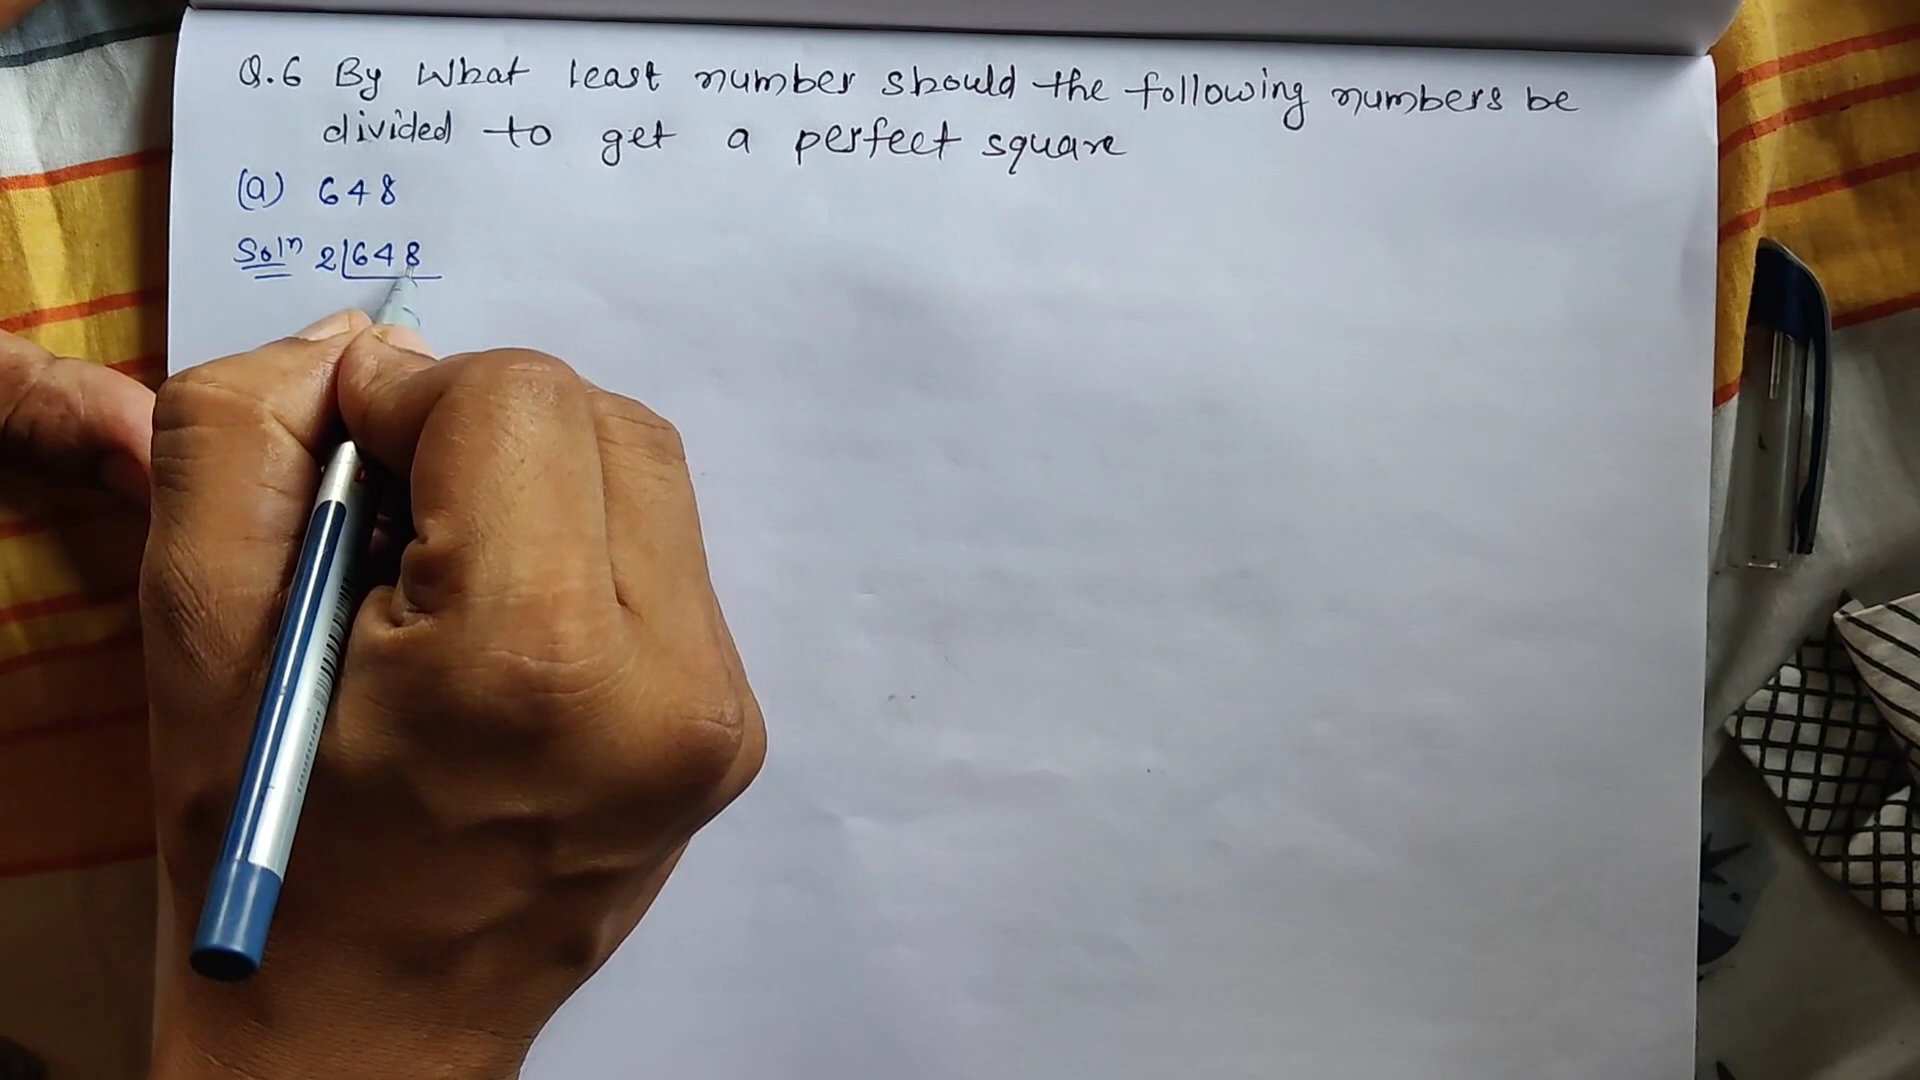 Q.6 By What least number should the following numbers be
divided to get a perfect square
(a) 648
Soln 2|648